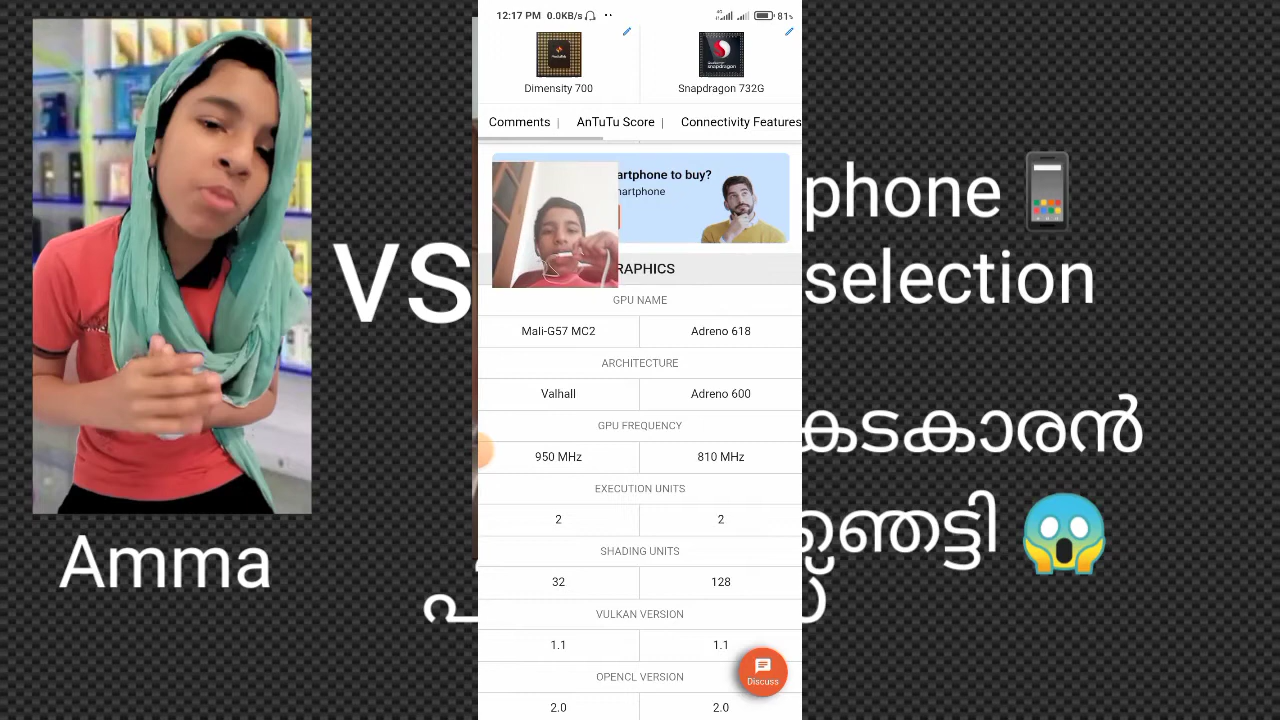 12:17 PM 0.0KB/s 81%
Dimensity 700
Snapdragon 732G
Comments | AnTuTu Score | Connectivity Features
artphone to buy?
nartphone
RAPHICS
GPU NAME
Mali-G57 MC2 Adreno 618
ARCHITECTURE
Valhall Adreno 600
GPU FREQUENCY
950 MHz 810 MHz
EXECUTION UNITS
2 2
SHADING UNITS
32 128
VULKAN VERSION
1.1 1.1
OPENCL VERSION
2.0 2.0
Discuss
VS
Amma
phone
selection
കടകാരൻ
ഞെട്ടി